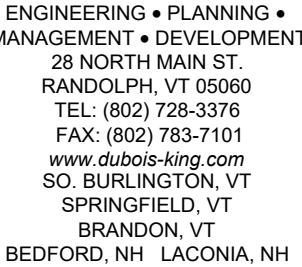 ENGINEERING • PLANNING •
MANAGEMENT • DEVELOPMENT
28 NORTH MAIN ST.
RANDOLPH, VT 05060
TEL: (802) 728-3376
FAX: (802) 783-7101
www.dubois-king.com
SO. BURLINGTON, VT
SPRINGFIELD, VT
BRANDON, VT
BEDFORD, NH LACONIA, NH